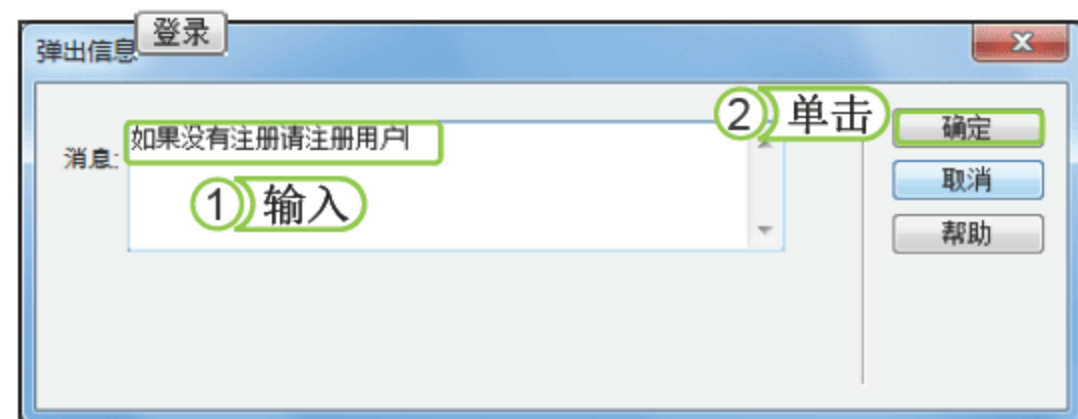 登录
弹出信息
② 单击
确定
消息:
如果没有注册请注册用户
① 输入
取消
帮助